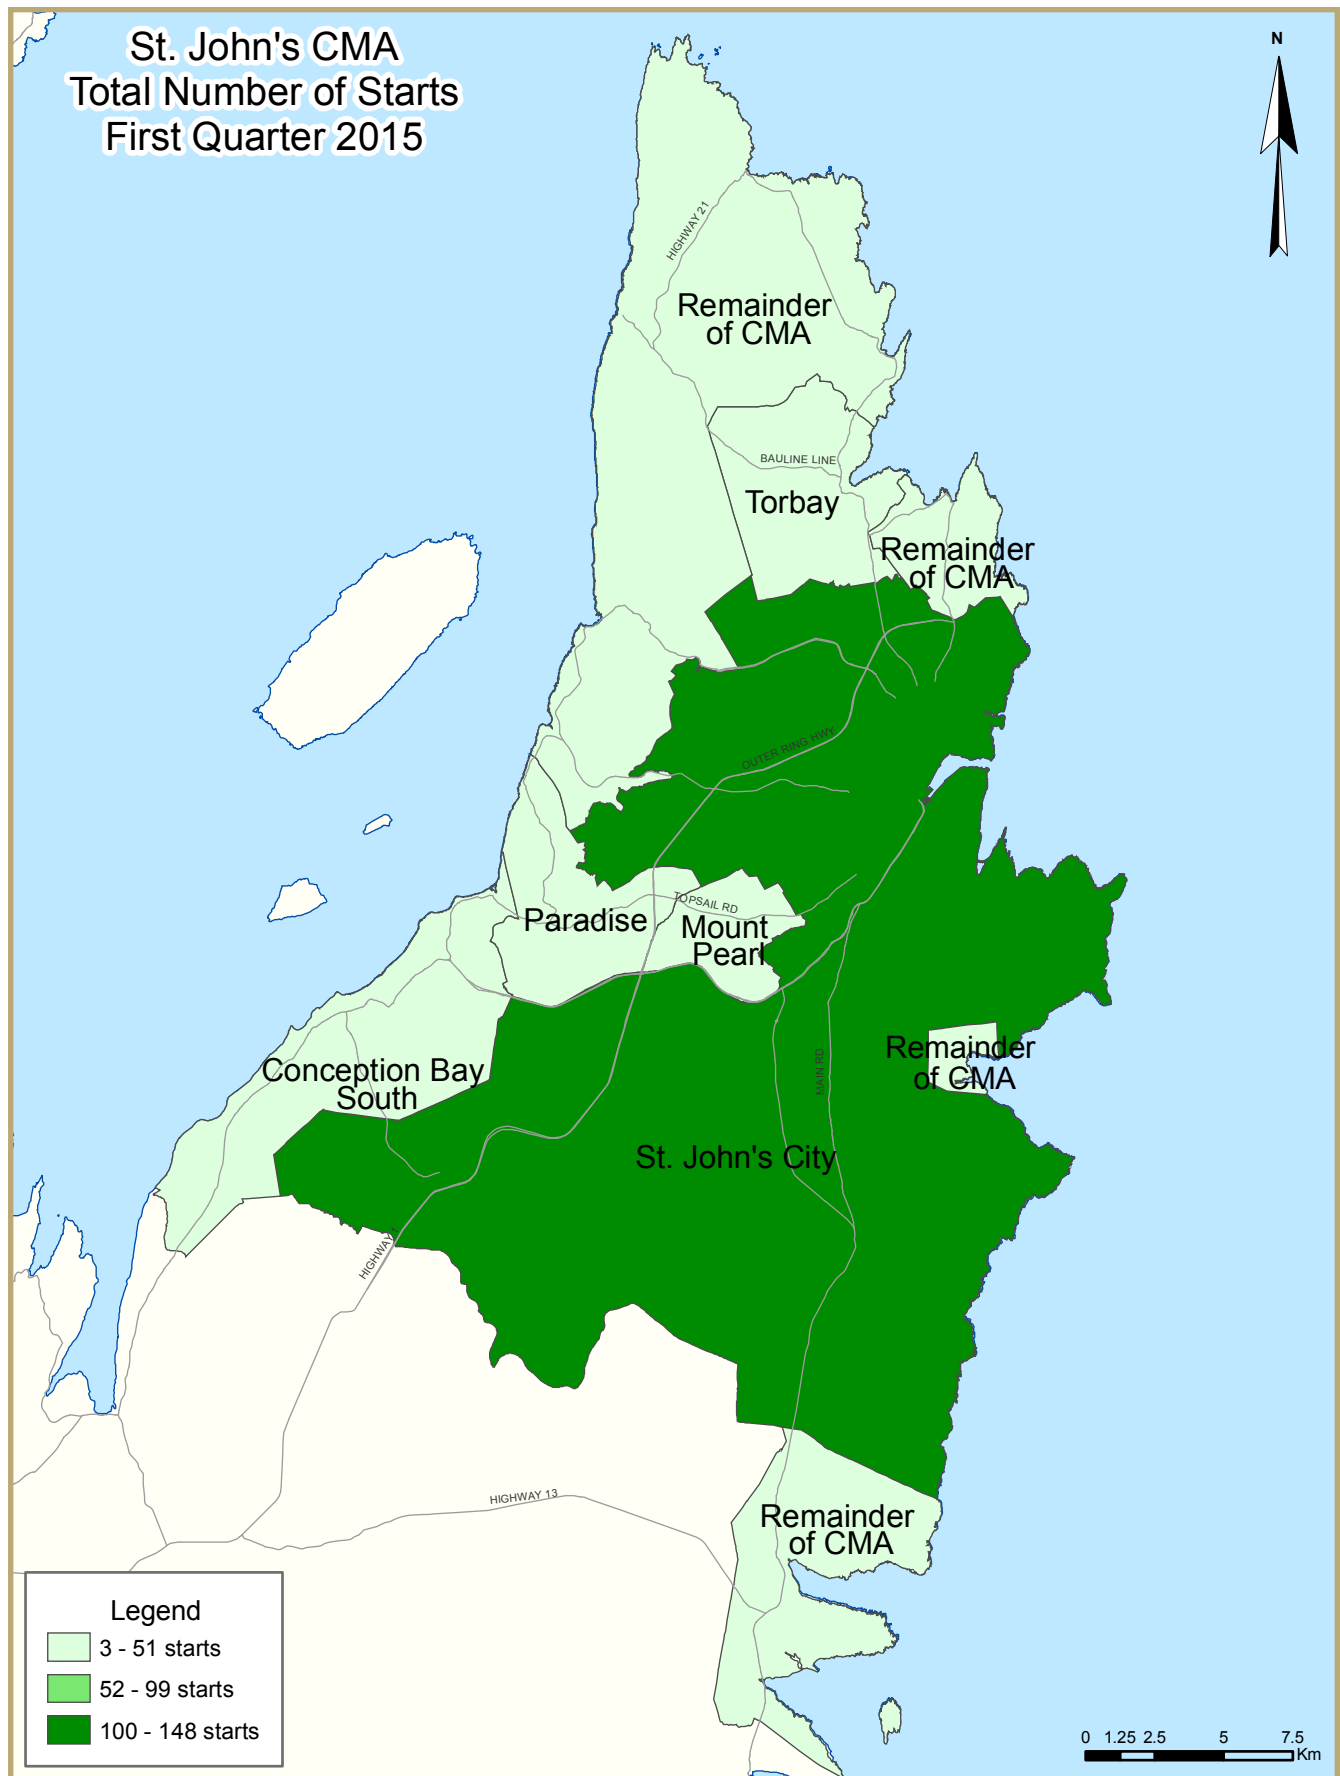 St. John's CMA
Total Number of Starts
First Quarter 2015
N
HIGHWAY 21
Remainder
of CMA
BAULINE LINE
Torbay
Remainder
of CMA
OUTER RING HWY
TOPSAIL RD
Paradise
Mount
Pearl
Conception Bay
South
MAIN RD
Remainder
of CMA
St. John's City
HIGHWAY 1
HIGHWAY 13
Remainder
of CMA
Legend
3 - 51 starts
52 - 99 starts
100 - 148 starts
0 1.25 2.5 5 7.5
Km